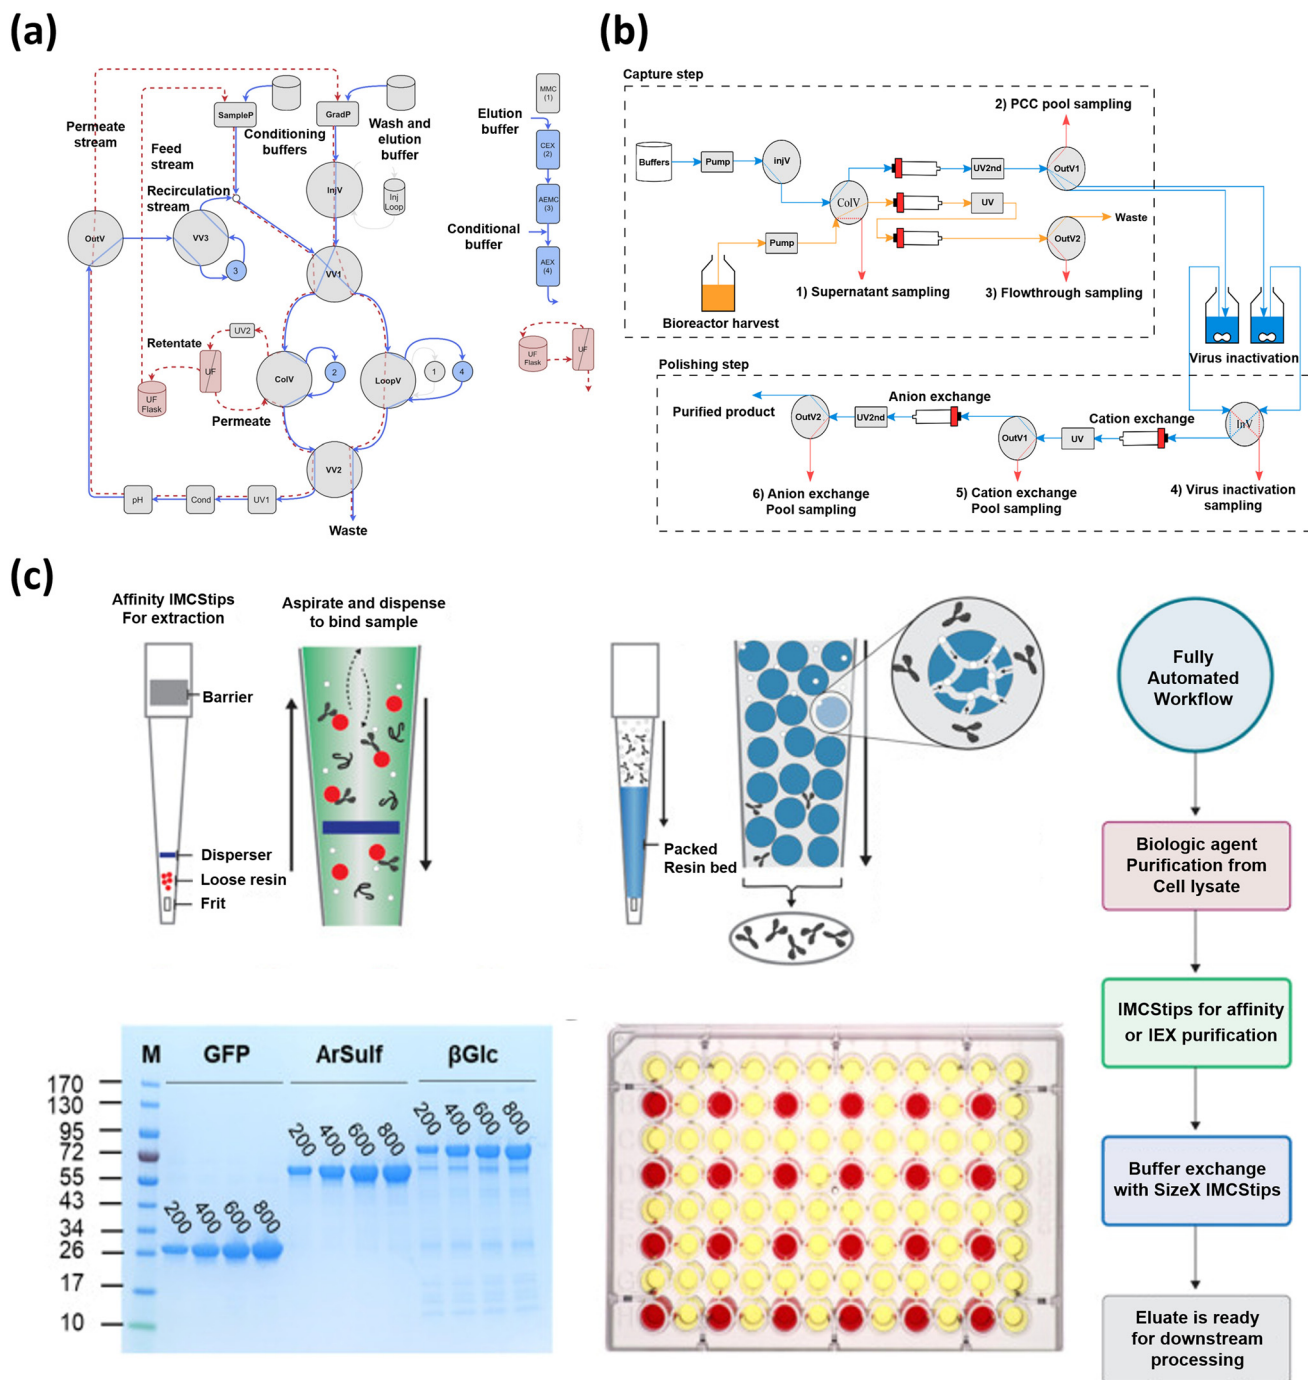 (a)
MMC
(1)
Elution
buffer
CEX
(2)
AEMC
(3)
Conditional
buffer
AEX
(4)
UF
Flask
UF
Permeate
stream
SampleP
GradP
Conditioning
buffers
Wash and
elution
buffer
Feed
stream
Recirculation
stream
InjV
Inj
Loop
OutV
VV3
3
VV1
Retentate
UV2
UF
UF
Flask
ColV
2
LoopV
1
4
Permeate
VV2
pH
Cond
UV1
Waste
(b)
Capture step
2) PCC pool sampling
Buffers
Pump
injV
UV2nd
OutV1
ColV
UV
Waste
Pump
OutV2
1) Supernatant sampling
3) Flowthrough sampling
Bioreactor harvest
Virus inactivation
Polishing step
Purified product
OutV2
UV2nd
Anion exchange
OutV1
UV
Cation exchange
InV
6) Anion exchange
Pool sampling
5) Cation exchange
Pool sampling
4) Virus inactivation
sampling
(c)
Affinity IMCStips
For extraction
Aspirate and dispense
to bind sample
Barrier
Disperser
Loose resin
Frit
Packed
Resin bed
Fully
Automated
Workflow
Biologic agent
Purification from
Cell lysate
IMCStips for affinity
or IEX purification
Buffer exchange
with SizeX IMCStips
Eluate is ready
for downstream
processing
M GFP ArSulf βGlc
200 400 600 800
200 400 600 800
200 400 600 800
170
130
95
72
55
43
34
26
17
10